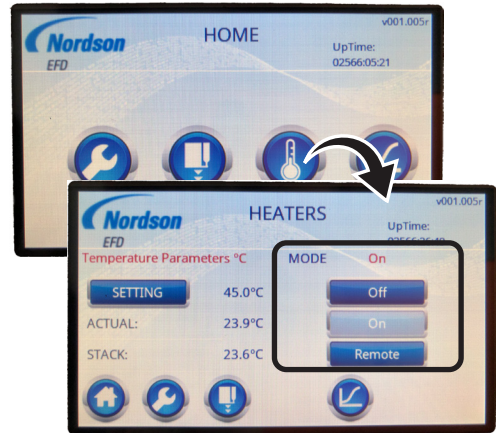 Nordson
EFD
HOME
v001.005r
UpTime:
02566:05:21
Nordson
EFD
HEATERS
v001.005r
UpTime:
Temperature Parameters °C
MODE On
SETTING 45.0°C
Off
ACTUAL: 23.9°C
On
STACK: 23.6°C
Remote